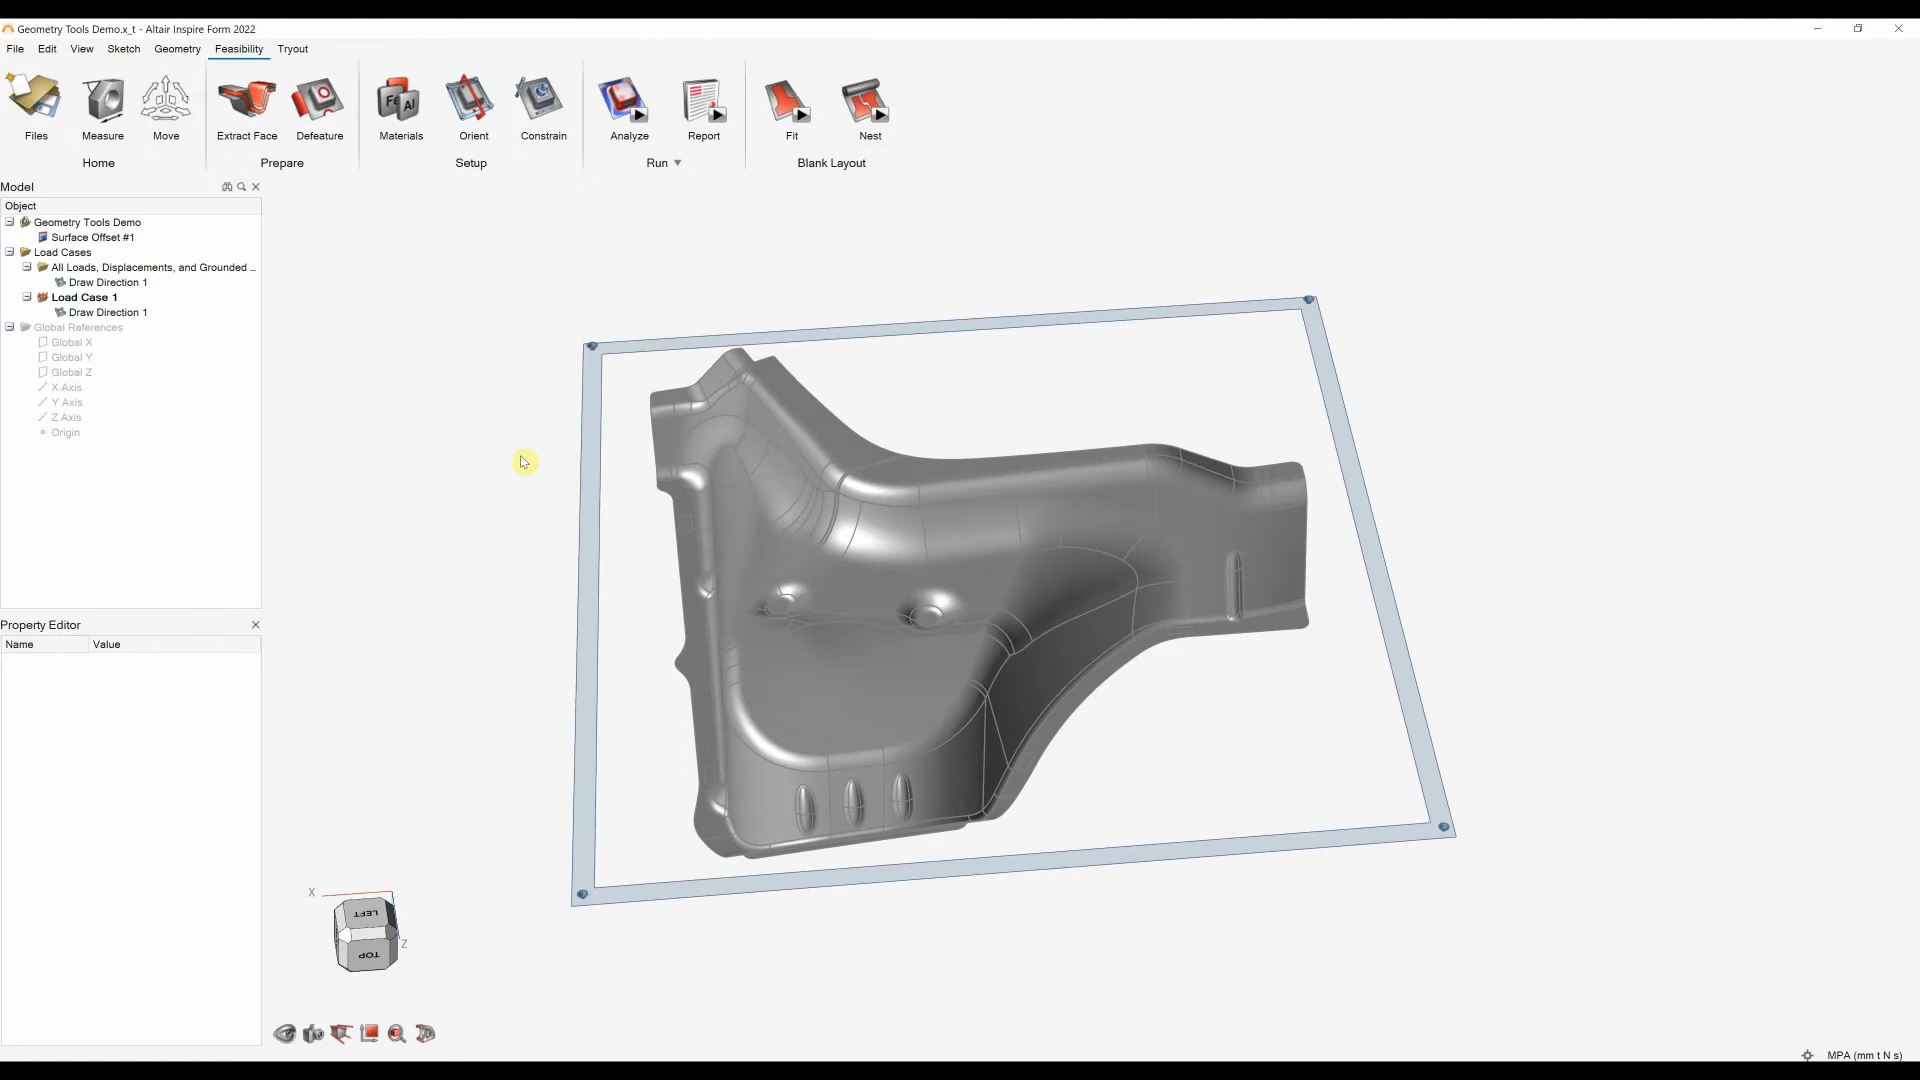 Geometry Tools Demo.x_t - Altair Inspire Form 2022
File Edit View Sketch Geometry Feasibility Tryout
Files Measure Move Extract Face Defeature Materials Orient Constrain Analyze Report Fit Nest
Home Prepare Setup Run Blank Layout
Model
Object
Geometry Tools Demo
Surface Offset #1
Load Cases
All Loads, Displacements, and Grounded ...
Draw Direction 1
Load Case 1
Draw Direction 1
Global References
Global X
Global Y
Global Z
X Axis
Y Axis
Z Axis
Origin
Property Editor
Name Value
X
LEFT
Z
TOP
Fe Al
MPA (mm t N s)